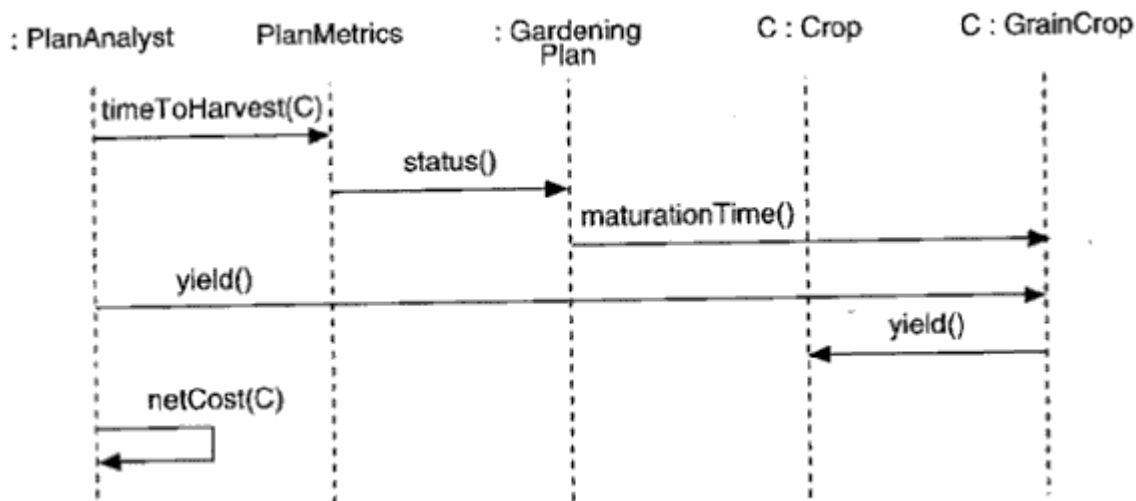 : PlanAnalyst
PlanMetrics
: Gardening
Plan
C : Crop
C : GrainCrop
timeToHarvest(C)
status()
maturationTime()
yield()
yield()
netCost(C)